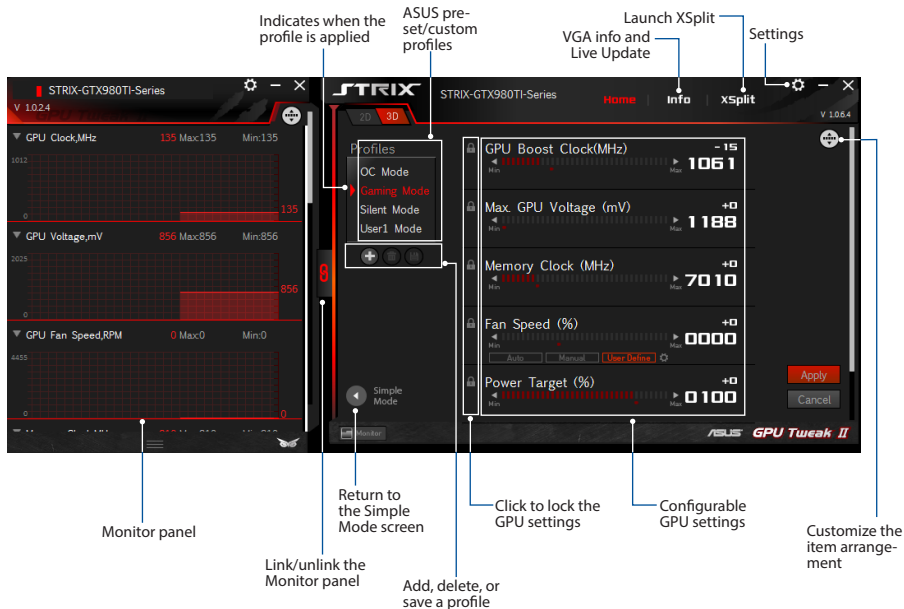 Indicates when the
profile is applied
ASUS pre-
set/custom
profiles
Launch XSplit
VGA info and
Live Update
Settings
STRIX-GTX980TI-Series
V 1.0.2.4
GPU Clock,MHz 135 Max:135 Min:135
1012
0
135
GPU Voltage,mV 856 Max:856 Min:856
2025
0
856
GPU Fan Speed,RPM 0 Max:0 Min:0
4455
0
0
STRIX
STRIX-GTX980TI-Series
Home Info XSplit
V 1.0.6.4
2D 3D
Profiles
OC Mode
Gaming Mode
Silent Mode
User1 Mode
GPU Boost Clock(MHz) -15
Min Max 1061
Max. GPU Voltage (mV) +0
Min Max 1188
Memory Clock (MHz) +0
Min Max 7010
Fan Speed (%) +0
Min Max 0000
Auto Manual User Define
Power Target (%) +0
Min Max 0100
Simple
Mode
Apply
Cancel
Monitor
ASUS GPU Tweak II
Monitor panel
Link/unlink the
Monitor panel
Return to
the Simple
Mode screen
Add, delete, or
save a profile
Click to lock the
GPU settings
Configurable
GPU settings
Customize the
item arrange-
ment